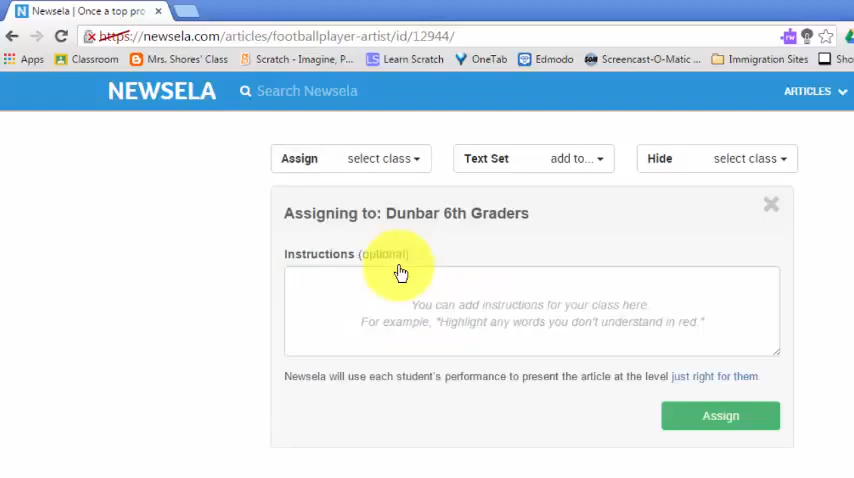 Newsela | Once a top pro
https://newsela.com/articles/footballplayer-artist/id/12944/
Apps Classroom Mrs. Shores' Class Scratch - Imagine, P... LS Learn Scratch OneTab Edmodo SOM Screencast-O-Matic ... Immigration Sites Sho
NEWSELA Search Newsela ARTICLES
Assign select class Text Set add to... Hide select class
Assigning to: Dunbar 6th Graders
Instructions (optional)
You can add instructions for your class here.
For example, "Highlight any words you don't understand in red."
Newsela will use each student's performance to present the article at the level just right for them.
Assign